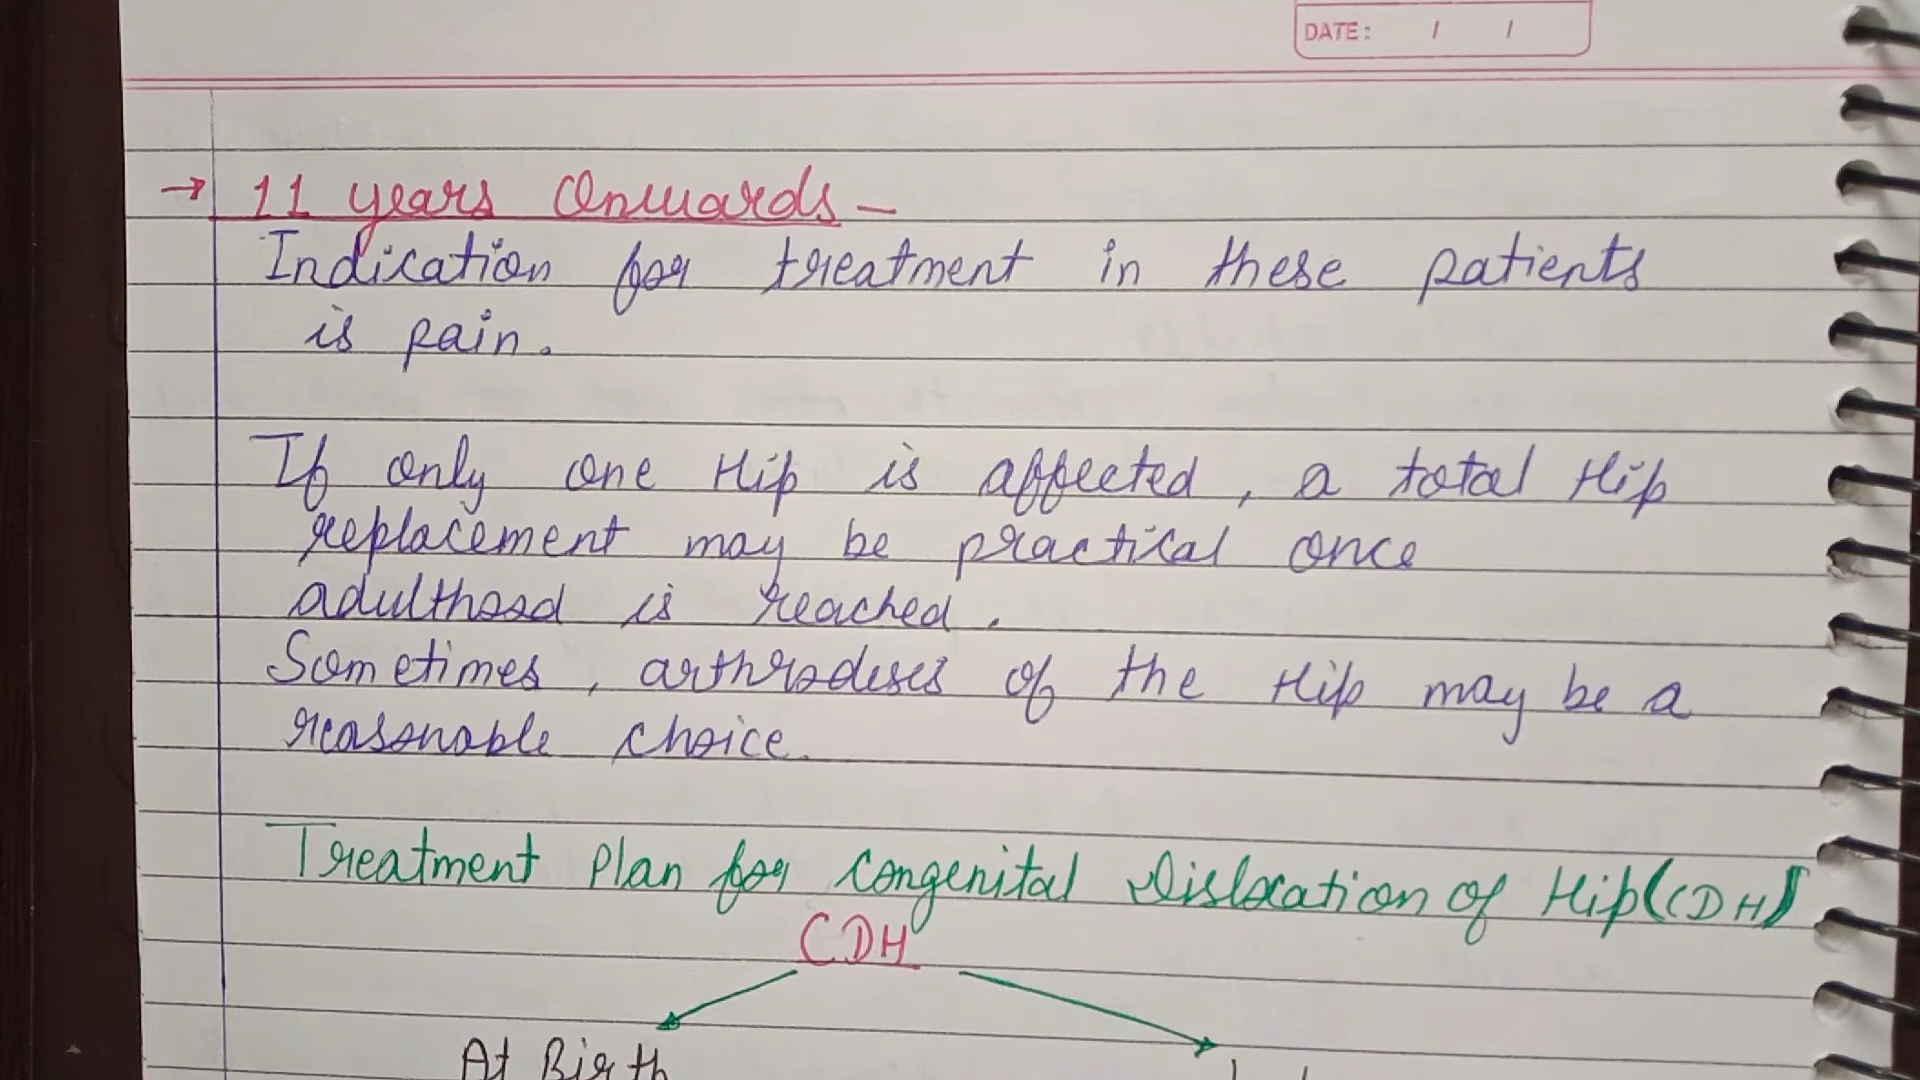 DATE: / /
→ 11 years Onwards -
Indication for treatment in these patients
is pain.
If only one Hip is affected, a total Hip
replacement may be practical once
adulthood is reached.
Sometimes, arthrodeses of the Hip may be a
reasonable choice.
Treatment Plan for Congenital Dislocation of Hip (CDH)
CDH
At Birth